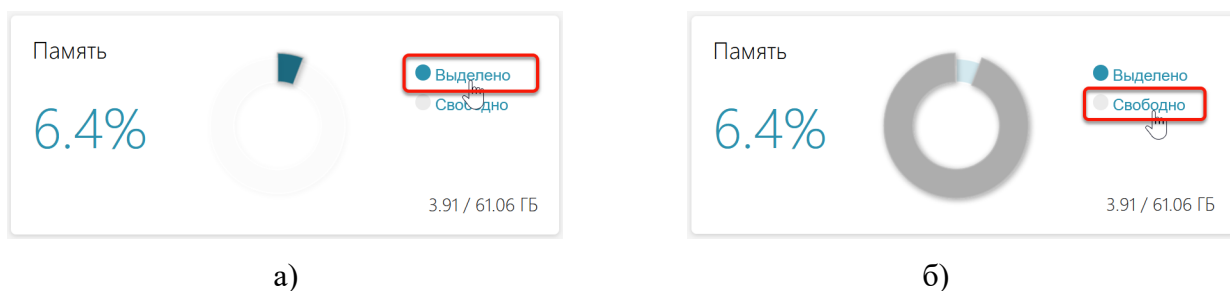 Память
Выделено
Свободно
6.4%
3.91 / 61.06 ГБ
а)
Память
Выделено
Свободно
6.4%
3.91 / 61.06 ГБ
б)